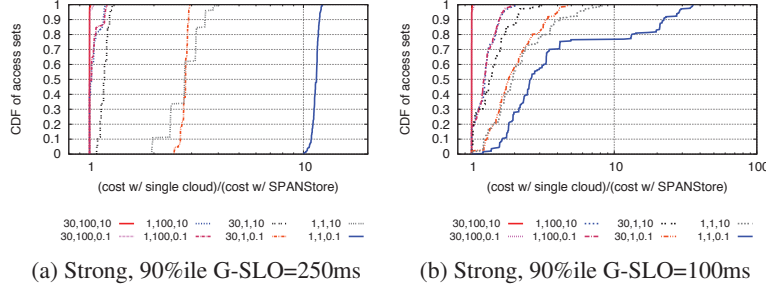 CDF of access sets
1
0.9
0.8
0.7
0.6
0.5
0.4
0.3
0.2
0.1
0
1 10
(cost w/ single cloud)/(cost w/ SPANStore)
30,100,10 1,100,10 30,1,10 1,1,10
30,100,0.1 1,100,0.1 30,1,0.1 1,1,0.1
(a) Strong, 90%ile G-SLO=250ms
CDF of access sets
1
0.9
0.8
0.7
0.6
0.5
0.4
0.3
0.2
0.1
0
1 10 100
(cost w/ single cloud)/(cost w/ SPANStore)
30,100,10 1,100,10 30,1,10 1,1,10
30,100,0.1 1,100,0.1 30,1,0.1 1,1,0.1
(b) Strong, 90%ile G-SLO=100ms